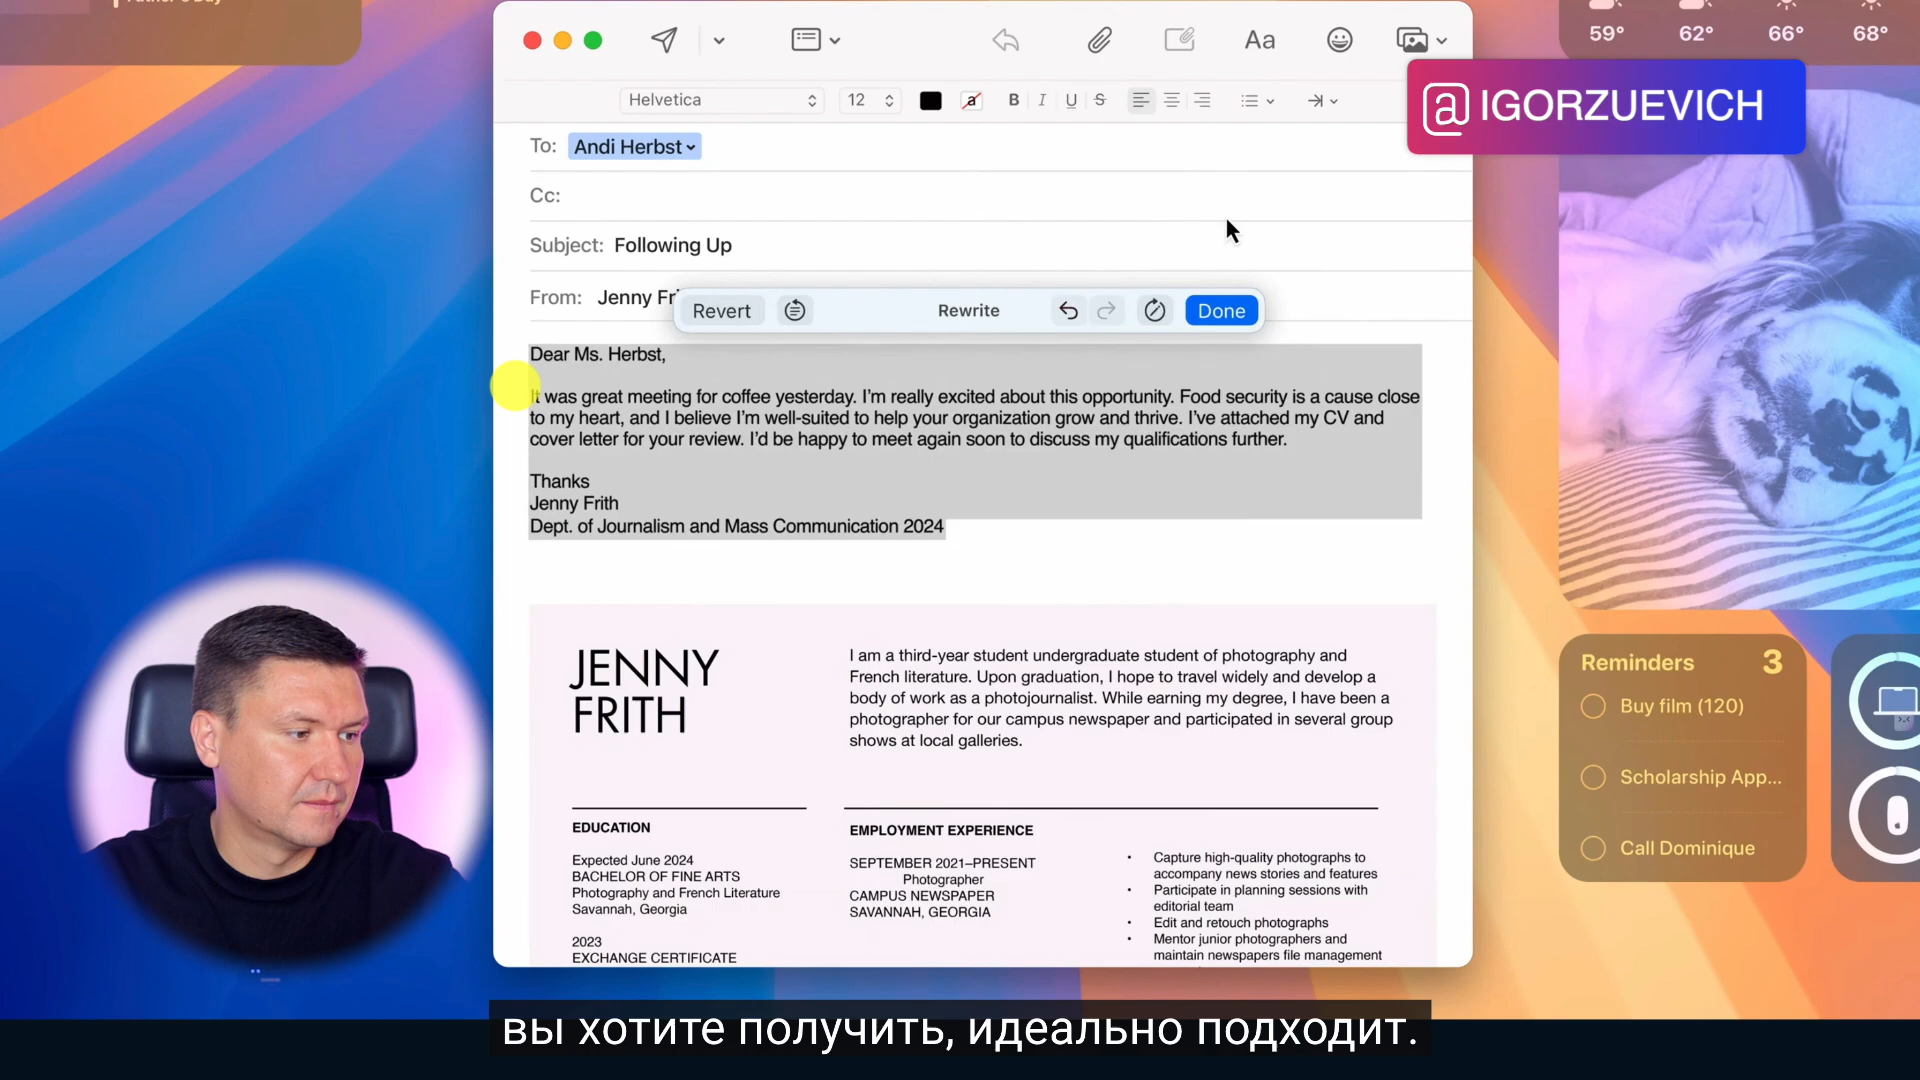 59° 62° 66° 68°
@IGORZUEVICH
Aa
Helvetica 12 a B I U S
To: Andi Herbst
Cc:
Subject: Following Up
From: Jenny Fri
Revert Rewrite Done
Dear Ms. Herbst,
It was great meeting for coffee yesterday. I’m really excited about this opportunity. Food security is a cause close
to my heart, and I believe I’m well-suited to help your organization grow and thrive. I’ve attached my CV and
cover letter for your review. I’d be happy to meet again soon to discuss my qualifications further.
Thanks
Jenny Frith
Dept. of Journalism and Mass Communication 2024
JENNY
FRITH
I am a third-year student undergraduate student of photography and
French literature. Upon graduation, I hope to travel widely and develop a
body of work as a photojournalist. While earning my degree, I have been a
photographer for our campus newspaper and participated in several group
shows at local galleries.
EDUCATION
Expected June 2024
BACHELOR OF FINE ARTS
Photography and French Literature
Savannah, Georgia
2023
EXCHANGE CERTIFICATE
EMPLOYMENT EXPERIENCE
SEPTEMBER 2021–PRESENT
Photographer
CAMPUS NEWSPAPER
SAVANNAH, GEORGIA
• Capture high-quality photographs to
accompany news stories and features
• Participate in planning sessions with
editorial team
• Edit and retouch photographs
• Mentor junior photographers and
maintain newspapers file management
Reminders 3
Buy film (120)
Scholarship App...
Call Dominique
вы хотите получить, идеально подходит.